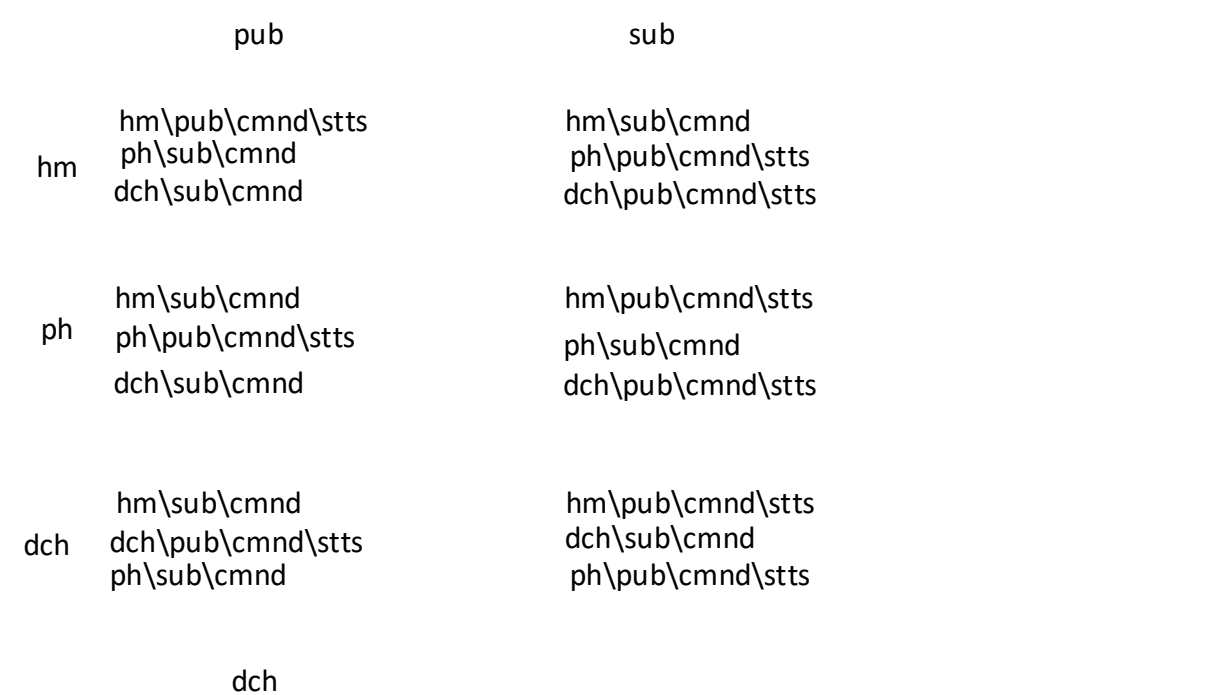 pub sub
hm\pub\cmnd\stts hm\sub\cmnd
hm ph\sub\cmnd ph\pub\cmnd\stts
dch\sub\cmnd dch\pub\cmnd\stts
hm\sub\cmnd hm\pub\cmnd\stts
ph ph\pub\cmnd\stts ph\sub\cmnd
dch\sub\cmnd dch\pub\cmnd\stts
hm\sub\cmnd hm\pub\cmnd\stts
dch dch\pub\cmnd\stts dch\sub\cmnd
ph\sub\cmnd ph\pub\cmnd\stts
dch